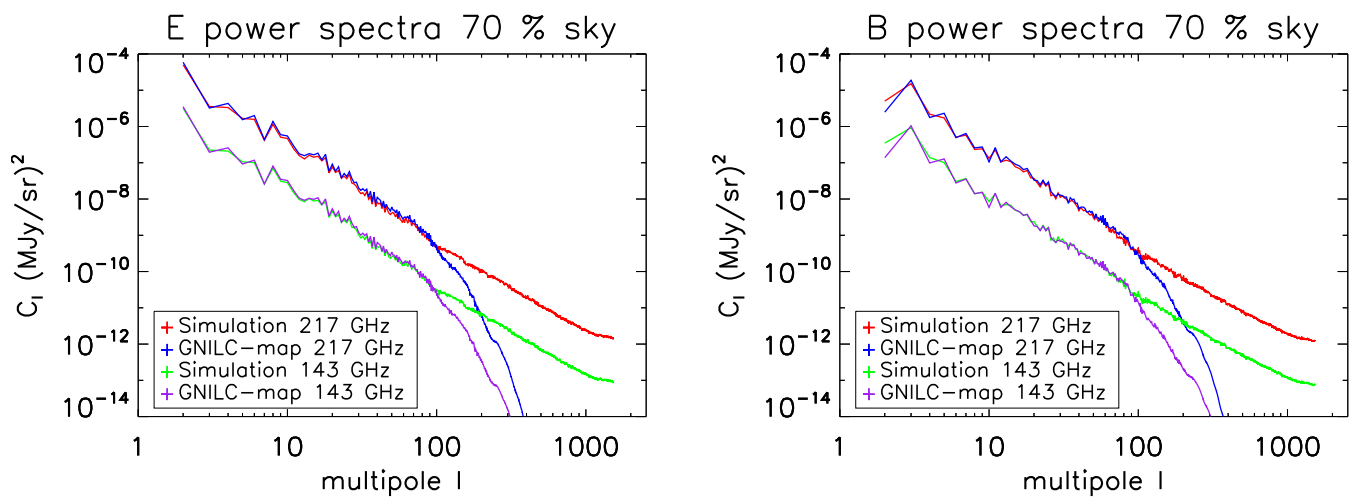 E power spectra 70 % sky
C_l (MJy/sr)^2
10^-4
10^-6
10^-8
10^-10
10^-12
10^-14
Simulation 217 GHz
GNILC-map 217 GHz
Simulation 143 GHz
GNILC-map 143 GHz
1 10 100 1000
multipole l
B power spectra 70 % sky
C_l (MJy/sr)^2
10^-4
10^-6
10^-8
10^-10
10^-12
10^-14
Simulation 217 GHz
GNILC-map 217 GHz
Simulation 143 GHz
GNILC-map 143 GHz
1 10 100 1000
multipole l